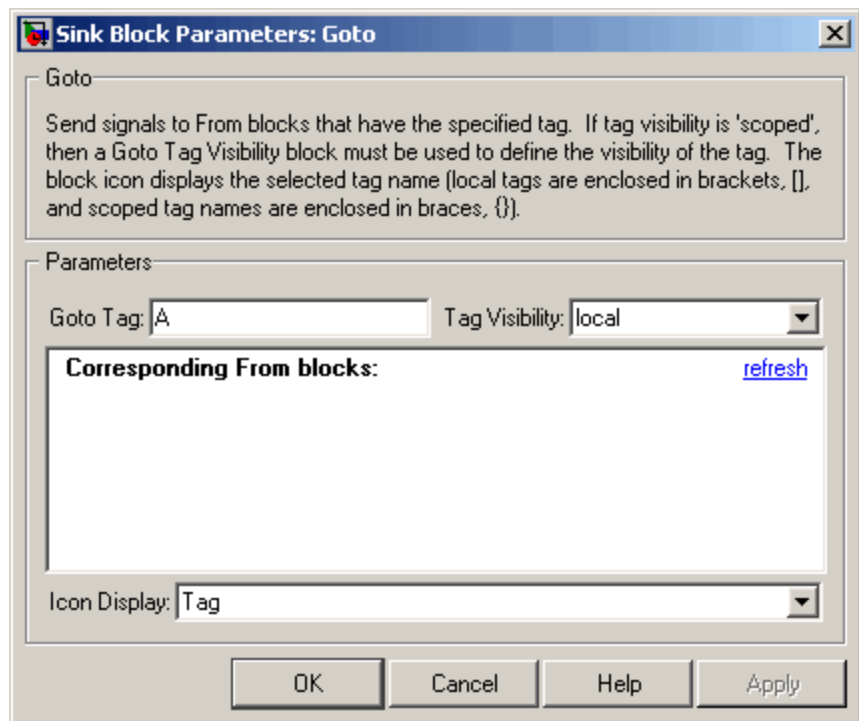 Sink Block Parameters: Goto
Goto
Send signals to From blocks that have the specified tag.  If tag visibility is 'scoped',
then a Goto Tag Visibility block must be used to define the visibility of the tag.  The
block icon displays the selected tag name (local tags are enclosed in brackets, [],
and scoped tag names are enclosed in braces, {}).
Parameters
Goto Tag: A Tag Visibility: local
Corresponding From blocks: refresh
Icon Display: Tag
OK Cancel Help Apply